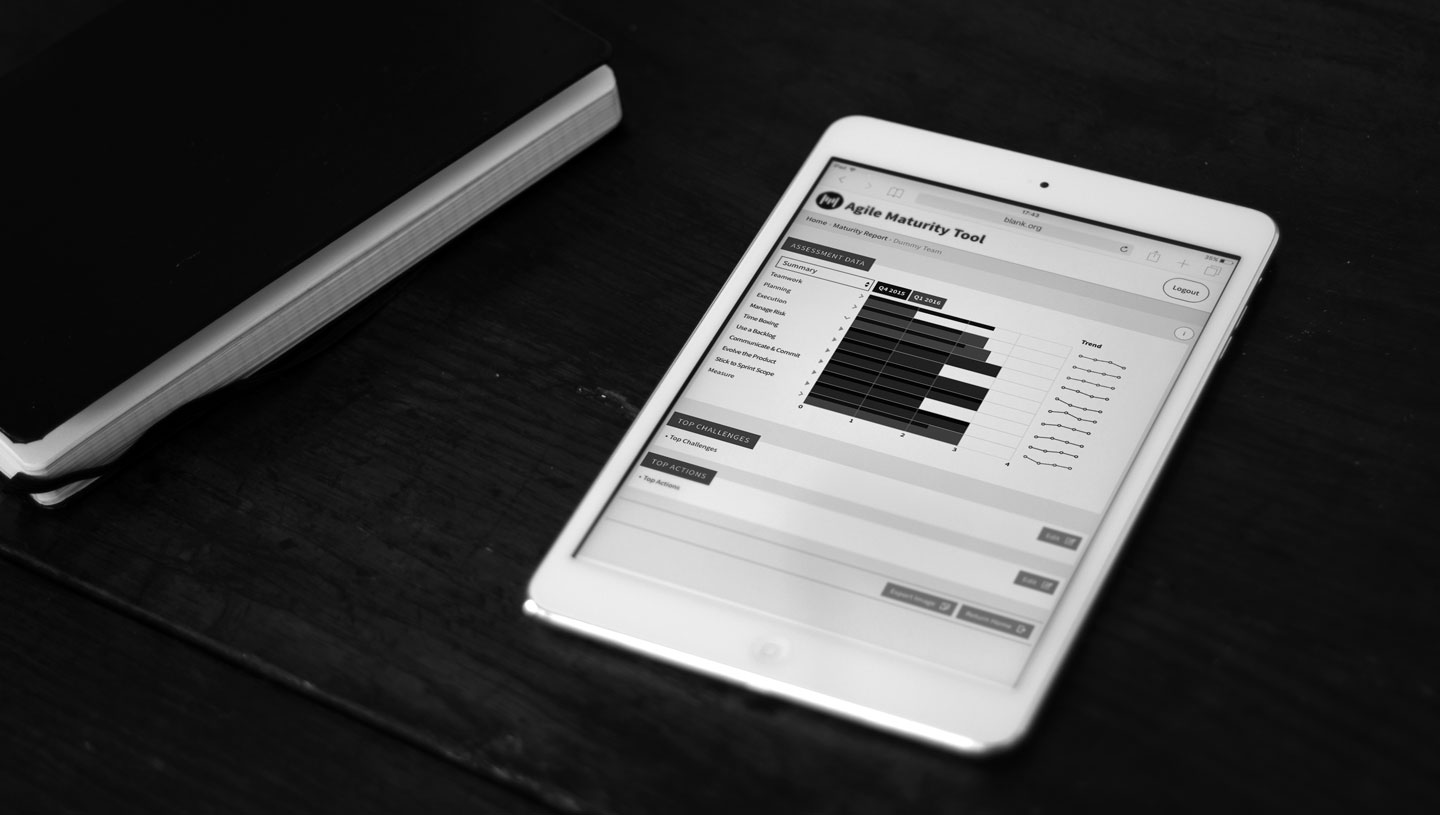 iPad
17:43
35%
blank.org
Agile Maturity Tool
Logout
Home · Maturity Report · Dummy Team
ASSESSMENT DATA
Summary
Q4 2015
Q1 2016
Trend
Teamwork
Planning
Execution
Manage Risk
Time Boxing
Use a Backlog
Communicate & Commit
Evolve the Product
Stick to Sprint Scope
Measure
0 1 2 3 4
TOP CHALLENGES
• Top Challenges
Edit
TOP ACTIONS
• Top Actions
Edit
Export Image
Return Home